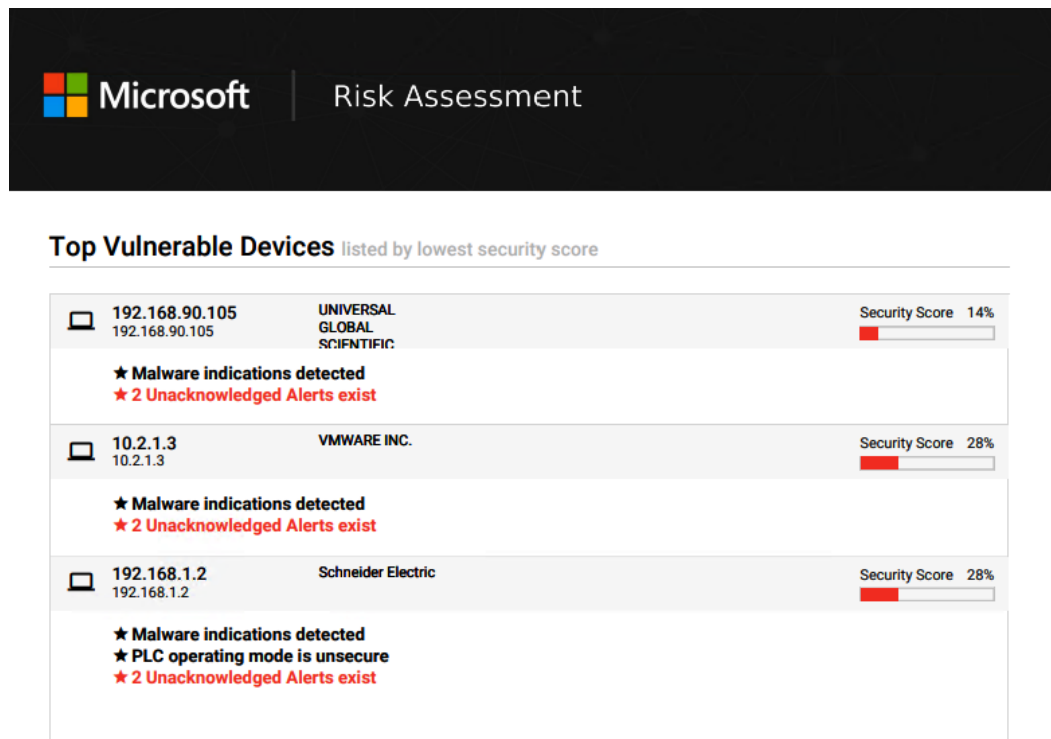 Microsoft Risk Assessment
Top Vulnerable Devices listed by lowest security score
192.168.90.105
192.168.90.105
UNIVERSAL
GLOBAL
SCIENTIFIC
Security Score 14%
★ Malware indications detected
★ 2 Unacknowledged Alerts exist
10.2.1.3
10.2.1.3
VMWARE INC.
Security Score 28%
★ Malware indications detected
★ 2 Unacknowledged Alerts exist
192.168.1.2
192.168.1.2
Schneider Electric
Security Score 28%
★ Malware indications detected
★ PLC operating mode is unsecure
★ 2 Unacknowledged Alerts exist